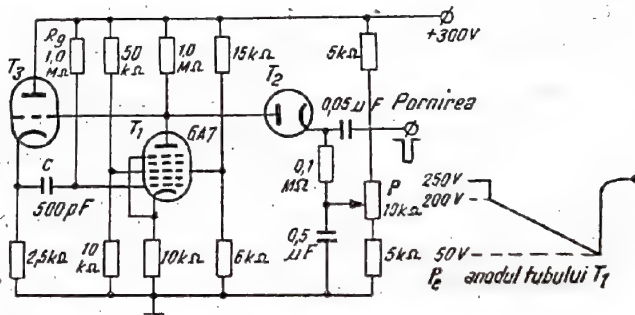 +300V
Rg
1,0
MΩ
50
kΩ
1,0
MΩ
15kΩ
5kΩ
T3
T1
6A7
T2
0,05μF Pornirea
C
500pF
0,1
MΩ
P
10kΩ
250V
200V
2,5kΩ
10
kΩ
10kΩ
6kΩ
0,5
μF
5kΩ
50V
Pe anodul tubului T1